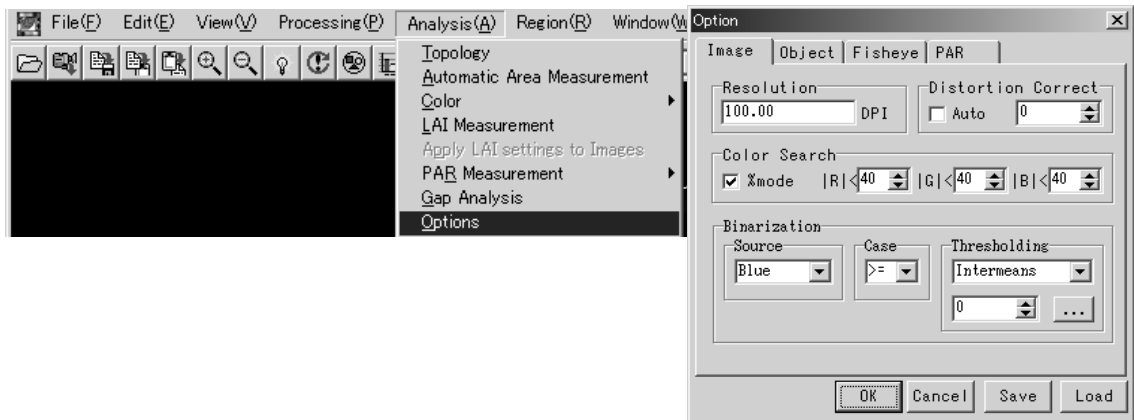 File(F) Edit(E) View(V) Processing(P) Analysis(A) Region(R) Window(W
Topology
Automatic Area Measurement
Color
LAI Measurement
Apply LAI settings to Images
PAR Measurement
Gap Analysis
Options
Option
Image Object Fisheye PAR
Resolution Distortion Correct
100.00 DPI Auto 0
Color Search
%mode |R|<40 |G|<40 |B|<40
Binarization
Source Case Thresholding
Blue >= Intermeans
0 ...
OK Cancel Save Load